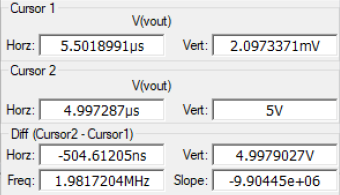 Cursor 1
V(vout)
Horz: 5.5018991µs Vert: 2.0973371mV
Cursor 2
V(vout)
Horz: 4.997287µs Vert: 5V
Diff (Cursor2 - Cursor1)
Horz: -504.61205ns Vert: 4.9979027V
Freq: 1.9817204MHz Slope: -9.90445e+06